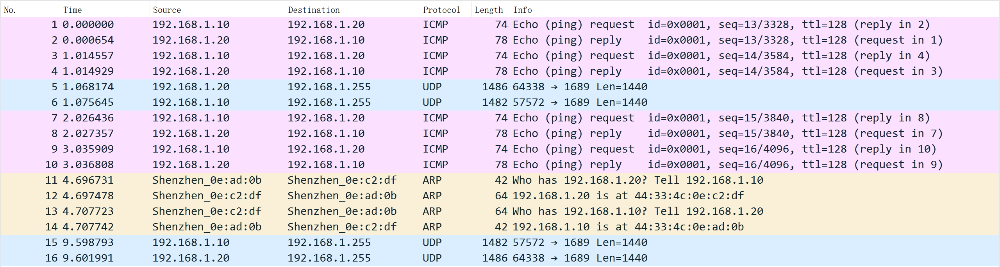 No. Time Source Destination Protocol Length Info
1 0.000000 192.168.1.10 192.168.1.20 ICMP 74 Echo (ping) request id=0x0001, seq=13/3328, ttl=128 (reply in 2)
2 0.000654 192.168.1.20 192.168.1.10 ICMP 78 Echo (ping) reply id=0x0001, seq=13/3328, ttl=128 (request in 1)
3 1.014557 192.168.1.10 192.168.1.20 ICMP 74 Echo (ping) request id=0x0001, seq=14/3584, ttl=128 (reply in 4)
4 1.014929 192.168.1.20 192.168.1.10 ICMP 78 Echo (ping) reply id=0x0001, seq=14/3584, ttl=128 (request in 3)
5 1.068174 192.168.1.20 192.168.1.255 UDP 1486 64338 → 1689 Len=1440
6 1.075645 192.168.1.10 192.168.1.255 UDP 1482 57572 → 1689 Len=1440
7 2.026436 192.168.1.10 192.168.1.20 ICMP 74 Echo (ping) request id=0x0001, seq=15/3840, ttl=128 (reply in 8)
8 2.027357 192.168.1.20 192.168.1.10 ICMP 78 Echo (ping) reply id=0x0001, seq=15/3840, ttl=128 (request in 7)
9 3.035909 192.168.1.10 192.168.1.20 ICMP 74 Echo (ping) request id=0x0001, seq=16/4096, ttl=128 (reply in 10)
10 3.036808 192.168.1.20 192.168.1.10 ICMP 78 Echo (ping) reply id=0x0001, seq=16/4096, ttl=128 (request in 9)
11 4.696731 Shenzhen_0e:ad:0b Shenzhen_0e:c2:df ARP 42 Who has 192.168.1.20? Tell 192.168.1.10
12 4.697478 Shenzhen_0e:c2:df Shenzhen_0e:ad:0b ARP 64 192.168.1.20 is at 44:33:4c:0e:c2:df
13 4.707723 Shenzhen_0e:c2:df Shenzhen_0e:ad:0b ARP 64 Who has 192.168.1.10? Tell 192.168.1.20
14 4.707742 Shenzhen_0e:ad:0b Shenzhen_0e:c2:df ARP 42 192.168.1.10 is at 44:33:4c:0e:ad:0b
15 9.598793 192.168.1.10 192.168.1.255 UDP 1482 57572 → 1689 Len=1440
16 9.601991 192.168.1.20 192.168.1.255 UDP 1486 64338 → 1689 Len=1440